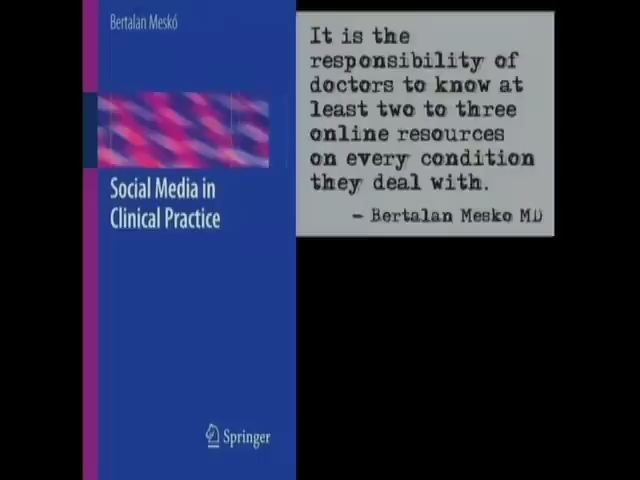 Bertalan Meskó
Social Media in
Clinical Practice
Springer
It is the
responsibility of
doctors to know at
least two to three
online resources
on every condition
they deal with.
— Bertalan Mesko MD